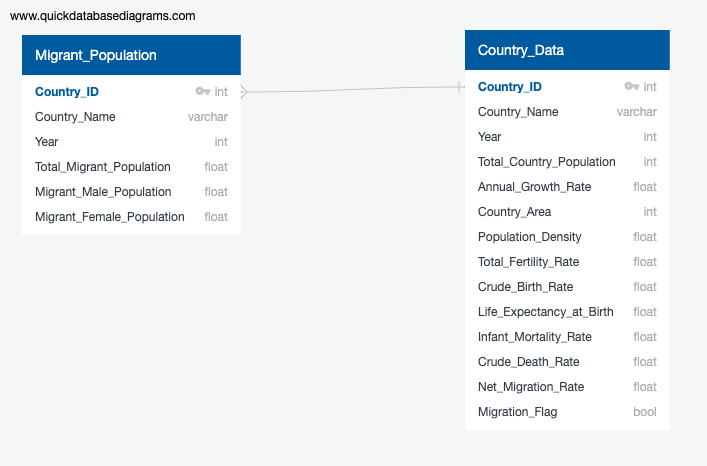 www.quickdatabasediagrams.com
Migrant_Population
Country_ID int
Country_Name varchar
Year int
Total_Migrant_Population float
Migrant_Male_Population float
Migrant_Female_Population float
Country_Data
Country_ID int
Country_Name varchar
Year int
Total_Country_Population int
Annual_Growth_Rate float
Country_Area int
Population_Density float
Total_Fertility_Rate float
Crude_Birth_Rate float
Life_Expectancy_at_Birth float
Infant_Mortality_Rate float
Crude_Death_Rate float
Net_Migration_Rate float
Migration_Flag bool